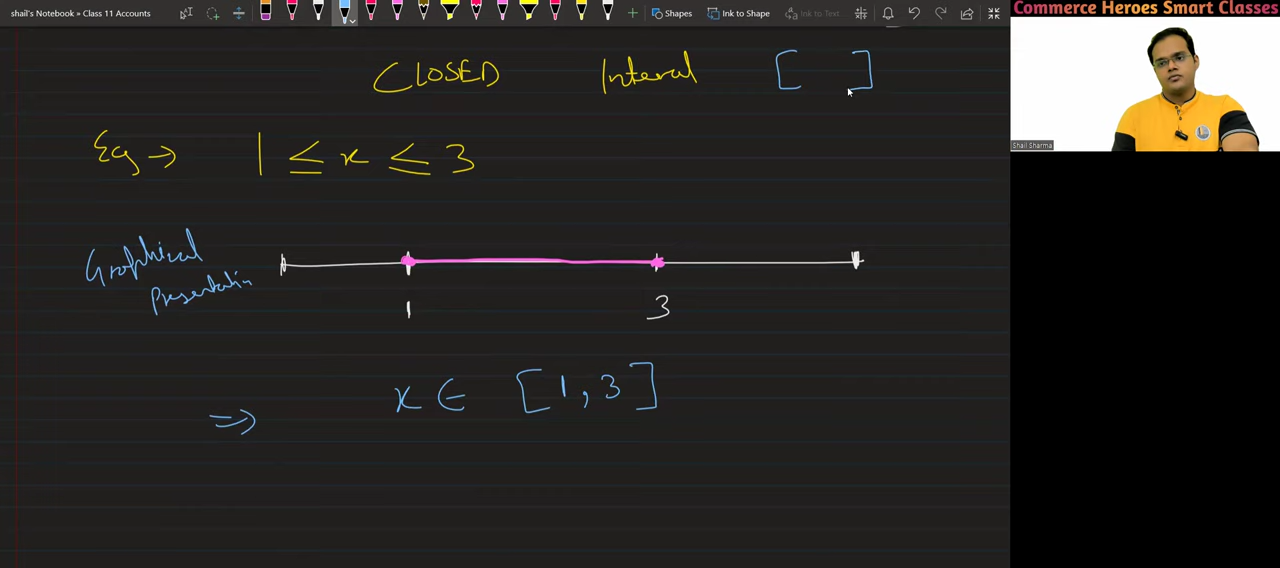 shail's Notebook » Class 11 Accounts
Shapes
Ink to Shape
Ink to Text
Commerce Heroes Smart Classes
Shail Sharma
CLOSED Interval [ ]
Eg → 1 ≤ x ≤ 3
Graphical
Presentation
1 3
⇒ x ∈ [1, 3]